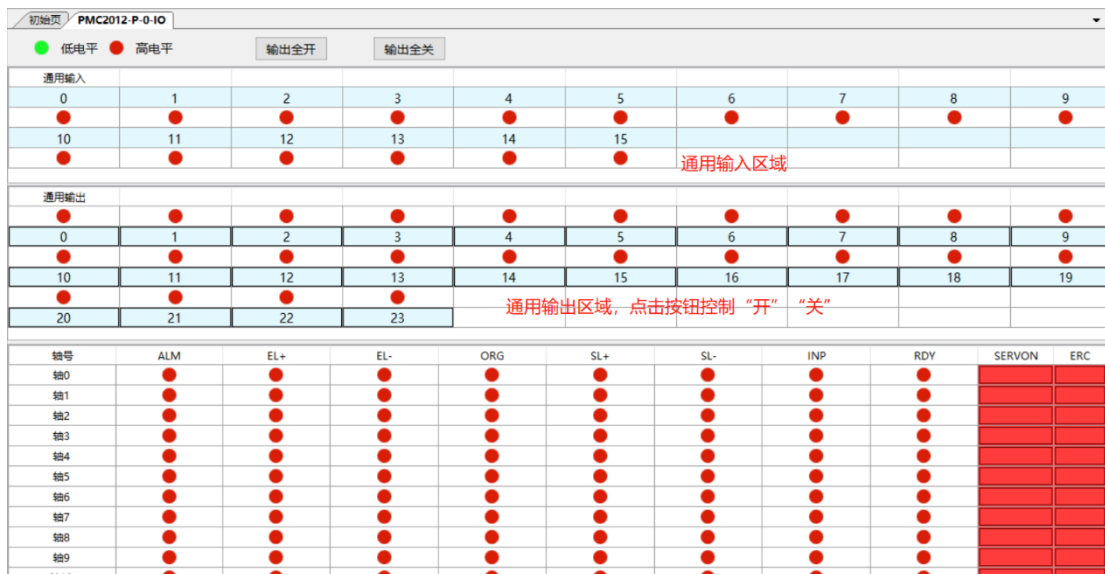 初始页 PMC2012-P-0-IO
低电平 高电平 输出全开 输出全关
通用输入
0 1 2 3 4 5 6 7 8 9
10 11 12 13 14 15
通用输入区域
通用输出
0 1 2 3 4 5 6 7 8 9
10 11 12 13 14 15 16 17 18 19
通用输出区域，点击按钮控制“开”“关”
20 21 22 23
轴号 ALM EL+ EL- ORG SL+ SL- INP RDY SERVON ERC
轴0
轴1
轴2
轴3
轴4
轴5
轴6
轴7
轴8
轴9